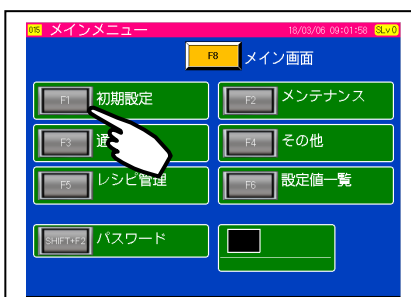 015 メインメニュー 18/03/06 09:01:58 SLv0
F8 メイン画面
F1 初期設定
F2 メンテナンス
F3
F4 その他
F5 レシピ管理
F6 設定値一覧
SHIFT+F2 パスワード